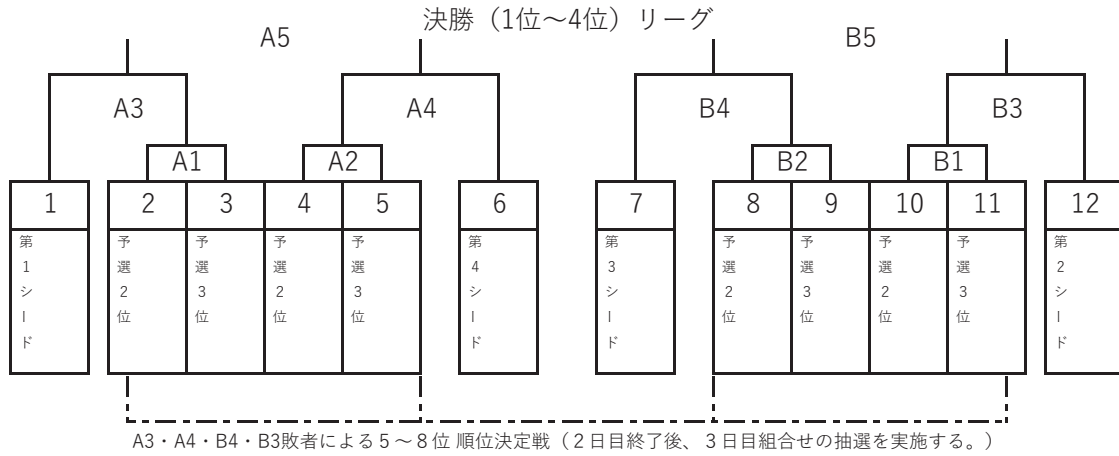 決勝（1位～4位）リーグ
A5
B5
A3
A4
B4
B3
A1
A2
B2
B1
1
2
3
4
5
6
7
8
9
10
11
12
第1シード
予選2位
予選3位
予選2位
予選3位
第4シード
第3シード
予選2位
予選3位
予選2位
予選3位
第2シード
A3・A4・B4・B3敗者による５～８位 順位決定戦（２日目終了後、３日目組合せの抽選を実施する。）